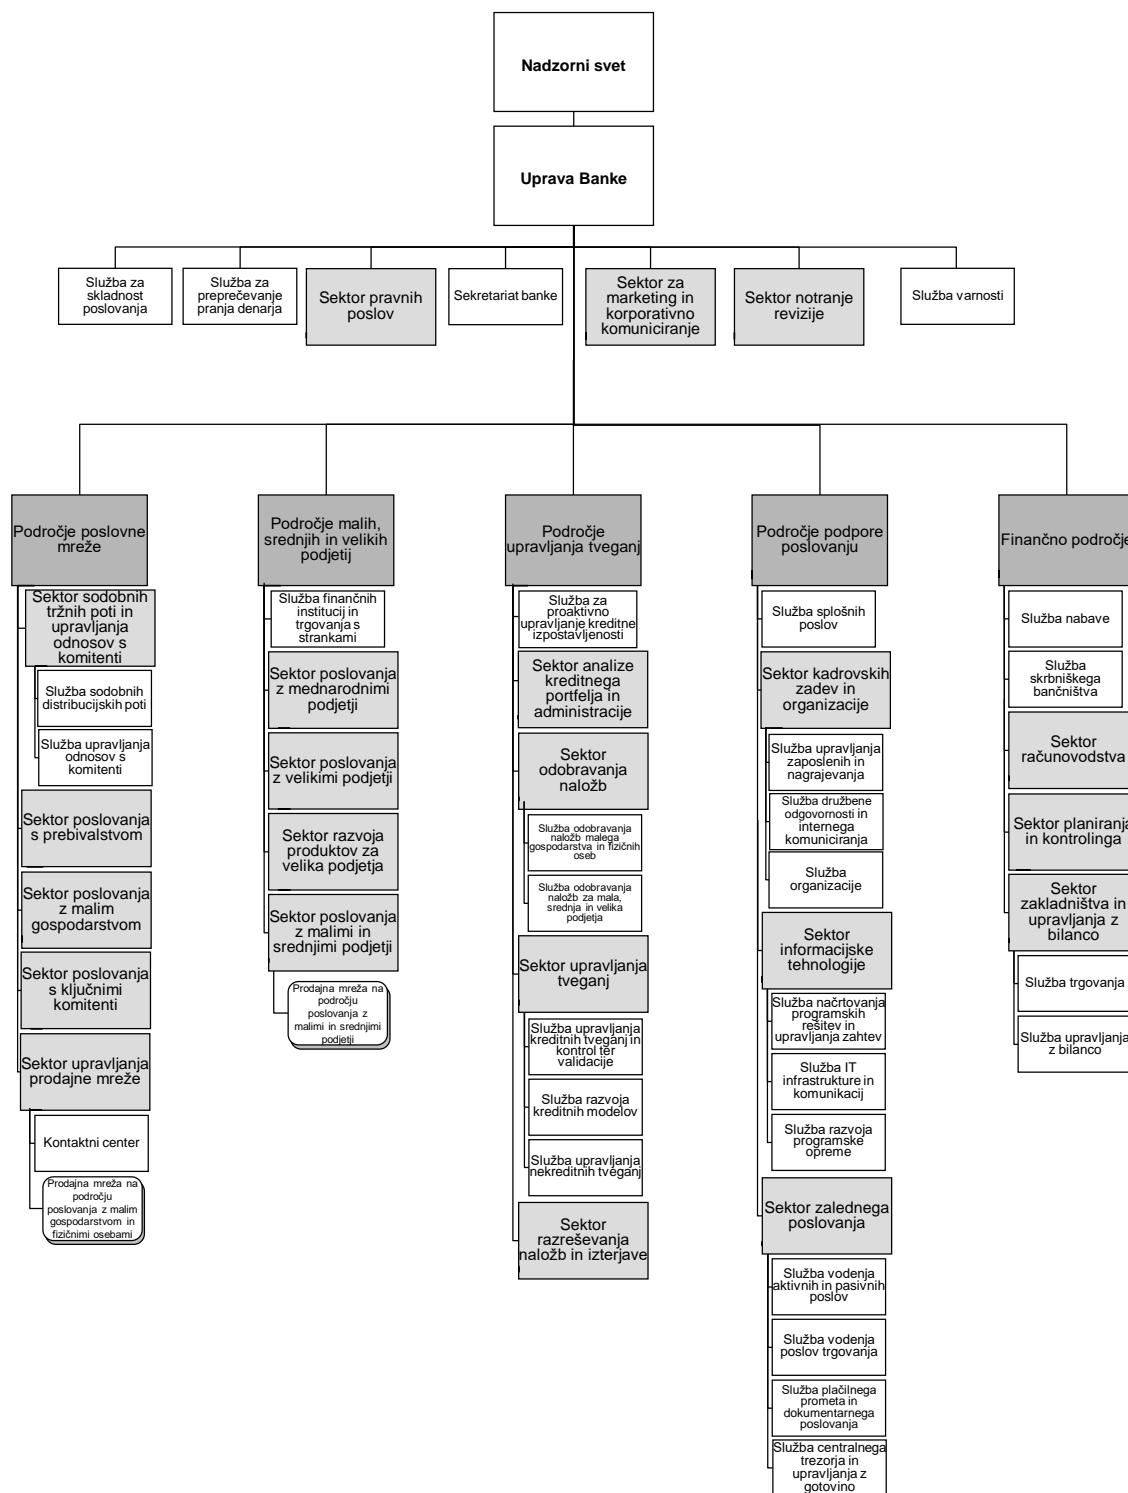 Nadzorni svet
Uprava Banke
Služba za
skladnost
poslovanja
Služba za
preprečevanje
pranja denarja
Sektor pravnih
poslov
Sekretariat banke
Sektor za
marketing in
korporativno
komuniciranje
Sektor notranje
revizije
Služba varnosti
Področje poslovne
mreže
Sektor sodobnih
tržnih poti in
upravljanja
odnosov s
komitenti
Služba sodobnih
distribucijskih poti
Služba upravljanja
odnosov s
komitenti
Sektor poslovanja
s prebivalstvom
Sektor poslovanja
z malim
gospodarstvom
Sektor poslovanja
s ključnimi
komitenti
Sektor upravljanja
prodajne mreže
Kontaktni center
Prodajna mreža na
področju
poslovanja z malim
gospodarstvom in
fizičnimi osebami
Področje malih,
srednjih in velikih
podjetij
Služba finančnih
institucij in
trgovanja s
strankami
Sektor poslovanja
z mednarodnimi
podjetji
Sektor poslovanja
z velikimi podjetji
Sektor razvoja
produktov za
velika podjetja
Sektor poslovanja
z malimi in
srednjimi podjetji
Prodajna mreža na
področju
poslovanja z
malimi in srednjimi
podjetji
Področje
upravljanja tveganj
Služba za
proaktivno
upravljanje kreditne
izpostavljenosti
Sektor analize
kreditnega
portfelja in
administracije
Sektor
odobravanja
naložb
Služba odobravanja
naložb malega
gospodarstva in fizičnih
oseb
Služba odobravanja
naložb za mala,
srednja in velika
podjetja
Sektor upravljanja
tveganj
Služba upravljanja
kreditnih tveganj in
kontrol ter
validacije
Služba razvoja
kreditnih modelov
Služba upravljanja
nekreditnih tveganj
Sektor
razreševanja
naložb in izterjave
Področje podpore
poslovanju
Služba splošnih
poslov
Sektor kadrovskih
zadev in
organizacije
Služba upravljanja
zaposlenih in
nagrajevanja
Služba družbene
odgovornosti in
internega
komuniciranja
Služba
organizacije
Sektor
informacijske
tehnologije
Služba načrtovanja
programskih
rešitev in
upravljanja zahtev
Služba IT
infrastrukture in
komunikacij
Služba razvoja
programske
opreme
Sektor zalednega
poslovanja
Služba vodenja
aktivnih in pasivnih
poslov
Služba vodenja
poslov trgovanja
Služba plačilnega
prometa in
dokumentarnega
poslovanja
Služba centralnega
trezorja in
upravljanja z
gotovino
Finančno področje
Služba nabave
Služba
skrbniškega
bančništva
Sektor
računovodstva
Sektor planiranja
in kontrolinga
Sektor
zakladništva in
upravljanja z
bilanco
Služba trgovanja
Služba upravljanja
z bilanco